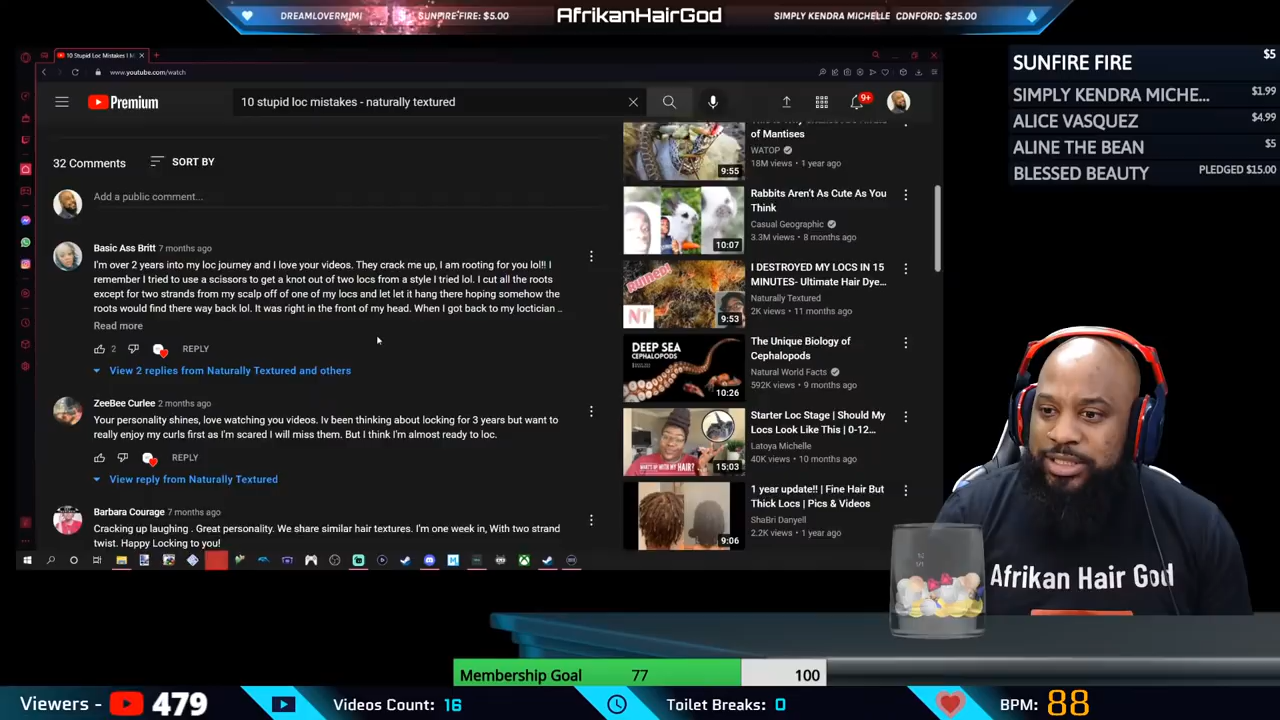 DREAMLOVERMIMI
SUNFIRE FIRE: $5.00
AfrikanHairGod
SIMPLY KENDRA MICHELLE CDNFORD: $25.00
10 Stupid Loc Mistakes I M
www.youtube.com/watch
Premium
10 stupid loc mistakes - naturally textured
9+
SUNFIRE FIRE $5
SIMPLY KENDRA MICHE... $1.99
ALICE VASQUEZ $4.99
ALINE THE BEAN $5
BLESSED BEAUTY PLEDGED $15.00
32 Comments SORT BY
Add a public comment...
Basic Ass Britt 7 months ago
I'm over 2 years into my loc journey and I love your videos. They crack me up, I am rooting for you lol!! I
remember I tried to use a scissors to get a knot out of two locs from a style I tried lol. I cut all the roots
except for two strands from my scalp off of one of my locs and let let it hang there hoping somehow the
roots would find there way back lol. It was right in the front of my head. When I got back to my loctician ..
Read more
2 REPLY
View 2 replies from Naturally Textured and others
ZeeBee Curlee 2 months ago
Your personality shines, love watching you videos. Iv been thinking about locking for 3 years but want to
really enjoy my curls first as I'm scared I will miss them. But I think I'm almost ready to loc.
REPLY
View reply from Naturally Textured
Barbara Courage 7 months ago
Cracking up laughing . Great personality. We share similar hair textures. I'm one week in, With two strand
twist. Happy Locking to you!
of Mantises
WATOP
18M views • 1 year ago
9:55
Rabbits Aren't As Cute As You
Think
Casual Geographic
3.3M views • 8 months ago
10:07
I DESTROYED MY LOCS IN 15
MINUTES- Ultimate Hair Dye...
Naturally Textured
2K views • 11 months ago
RUINED!
NT
9:53
The Unique Biology of
Cephalopods
Natural World Facts
592K views • 9 months ago
DEEP SEA
CEPHALOPODS
10:26
Starter Loc Stage | Should My
Locs Look Like This | 0-12...
Latoya Michelle
40K views • 10 months ago
WHAT'S UP WITH MY HAIR?
15:03
1 year update!! | Fine Hair But
Thick Locs | Pics & Videos
ShaBri Danyell
2.2K views • 1 year ago
9:06
Afrikan Hair God
Membership Goal 77 100
Viewers - 479
Videos Count: 16
Toilet Breaks: 0
BPM: 88